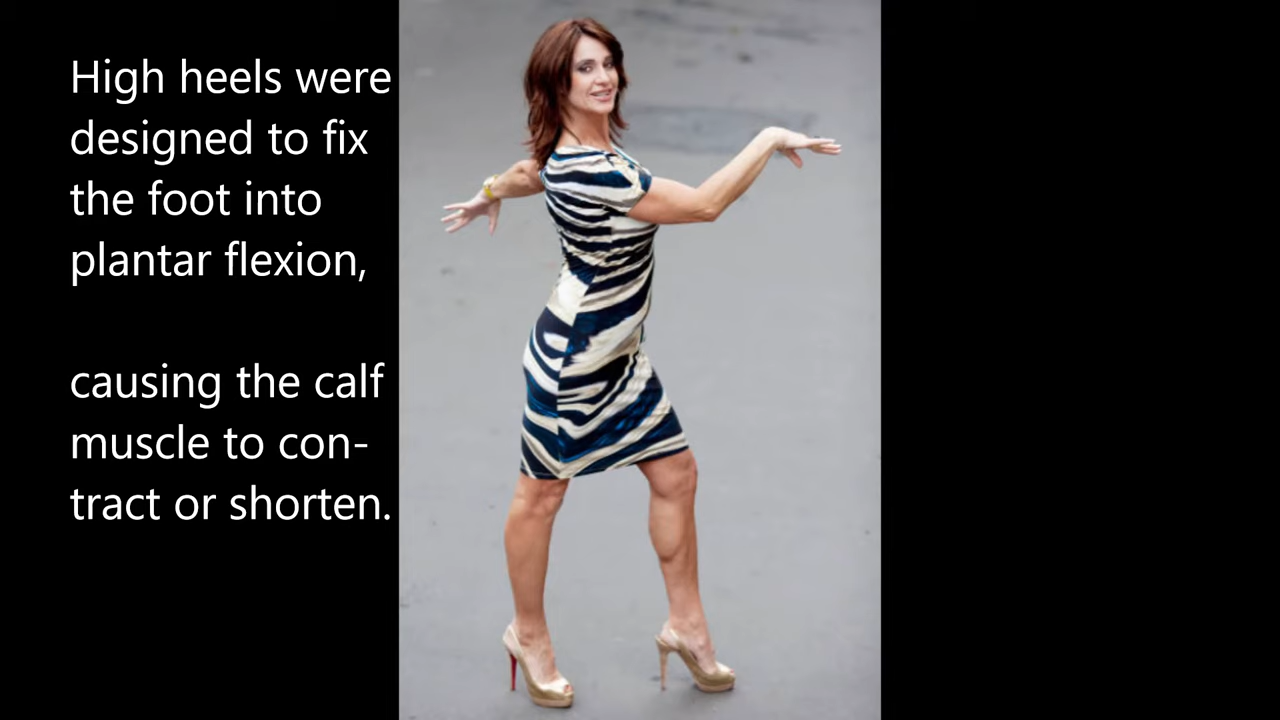 High heels were
designed to fix
the foot into
plantar flexion,
causing the calf
muscle to con-
tract or shorten.